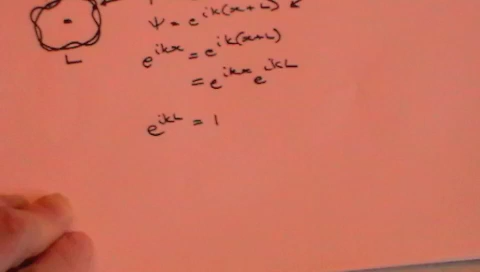 ψ = e^{ik(x+L)}
e^{ikx} = e^{ik(x+L)}
= e^{ikx} e^{ikL}
L
e^{ikL} = 1